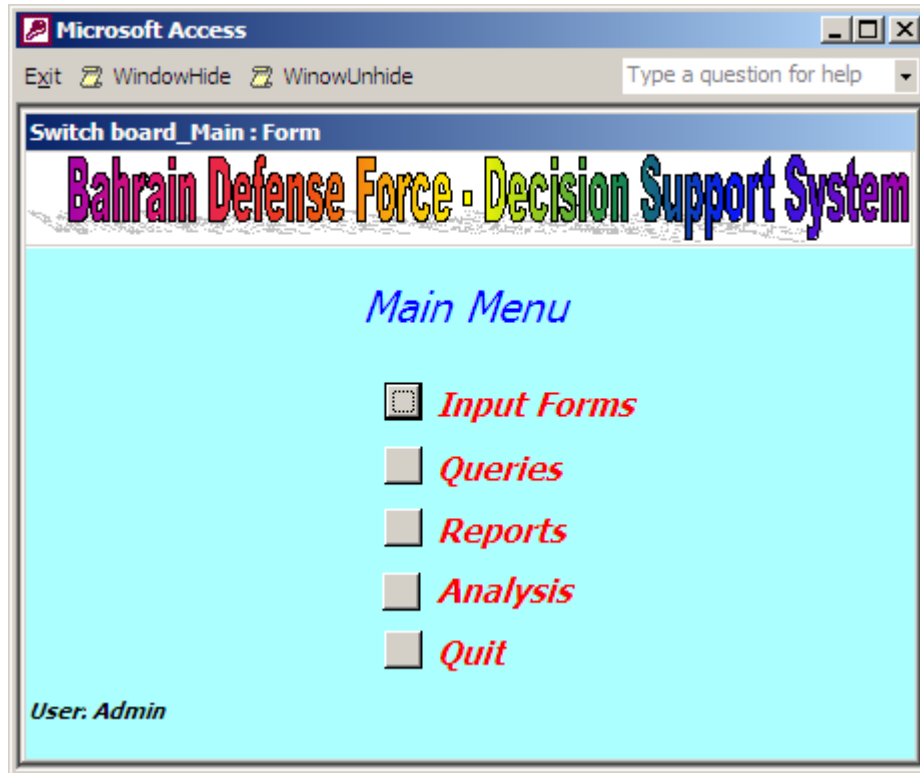 Microsoft Access
Exit WindowHide WinowUnhide Type a question for help
Switch board_Main : Form
Bahrain Defense Force - Decision Support System
Main Menu
Input Forms
Queries
Reports
Analysis
Quit
User: Admin